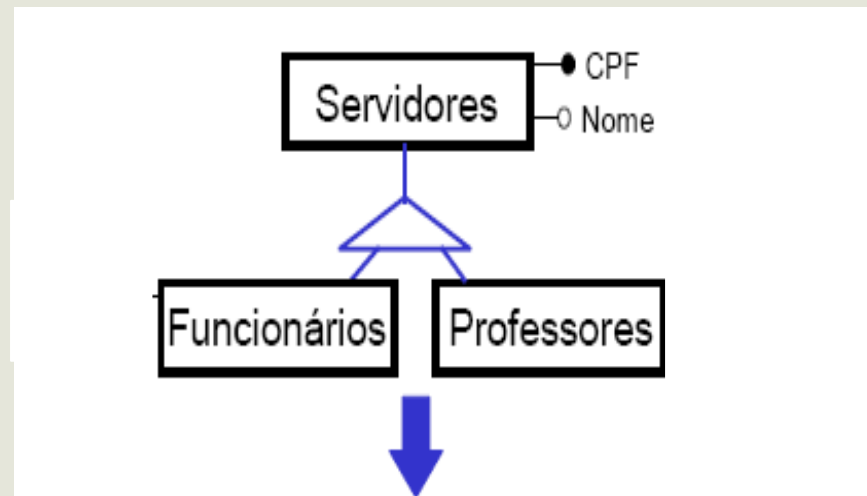 Servidores
CPF
Nome
Funcionários
Professores